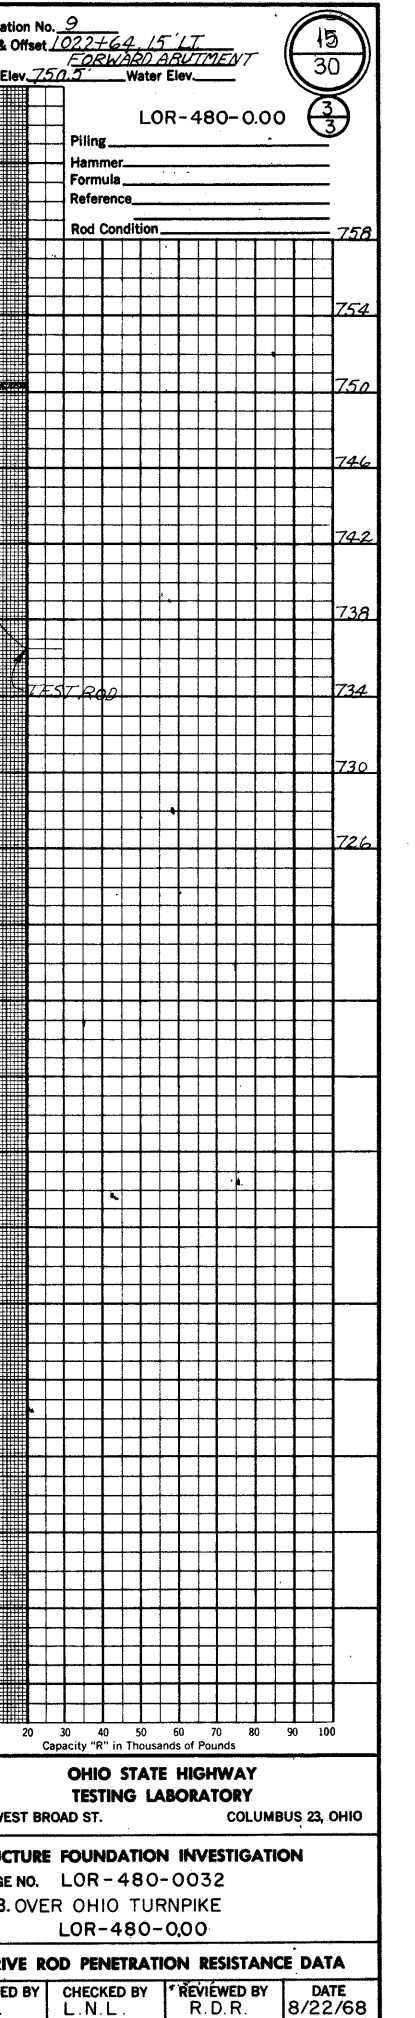 ation No. 9
& Offset 1022+64, 15' LT.
FORWARD ABUTMENT
Elev. 750.5' Water Elev.
15
30
LOR-480-0.00
3
3
Piling
Hammer
Formula
Reference
Rod Condition
758
754
750
746
742
738
TEST ROD
734
730
726
20 30 40 50 60 70 80 90 100
Capacity "R" in Thousands of Pounds
OHIO STATE HIGHWAY
TESTING LABORATORY
WEST BROAD ST. COLUMBUS 23, OHIO
CTURE FOUNDATION INVESTIGATION
GE NO. LOR-480-0032
B. OVER OHIO TURNPIKE
LOR-480-0.00
RIVE ROD PENETRATION RESISTANCE DATA
ED BY CHECKED BY REVIEWED BY DATE
L.N.L. R.D.R. 8/22/68